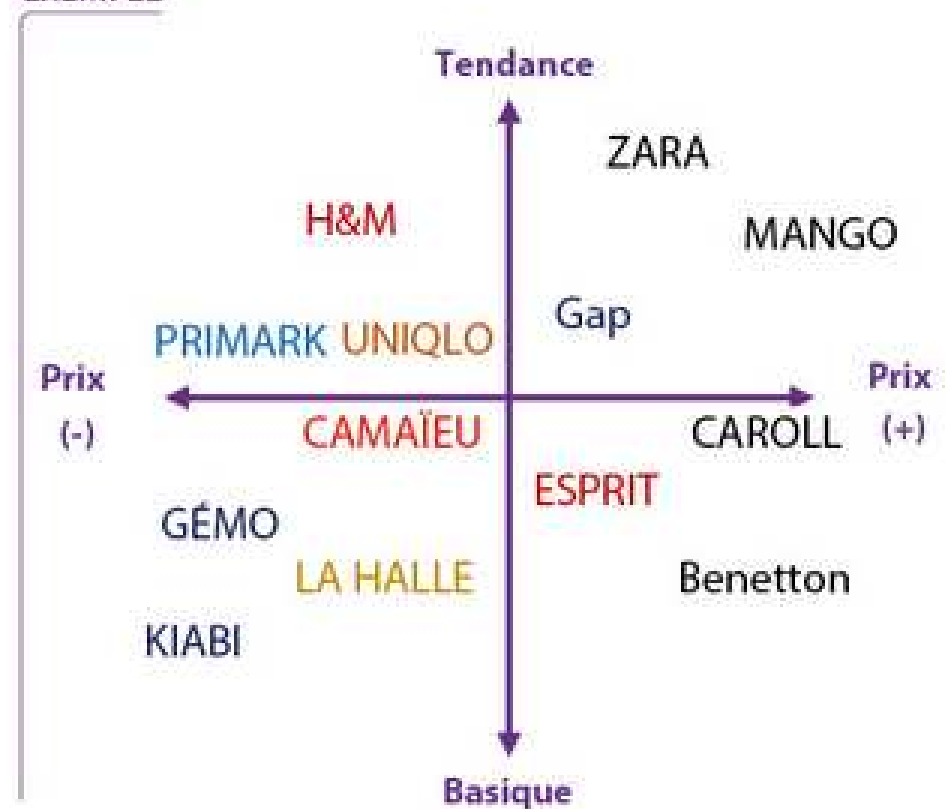 Tendance
ZARA
H&M
MANGO
Gap
PRIMARK UNIQLO
Prix
(-)
Prix
(+)
CAMAÏEU
CAROLL
ESPRIT
GÉMO
LA HALLE
Benetton
KIABI
Basique